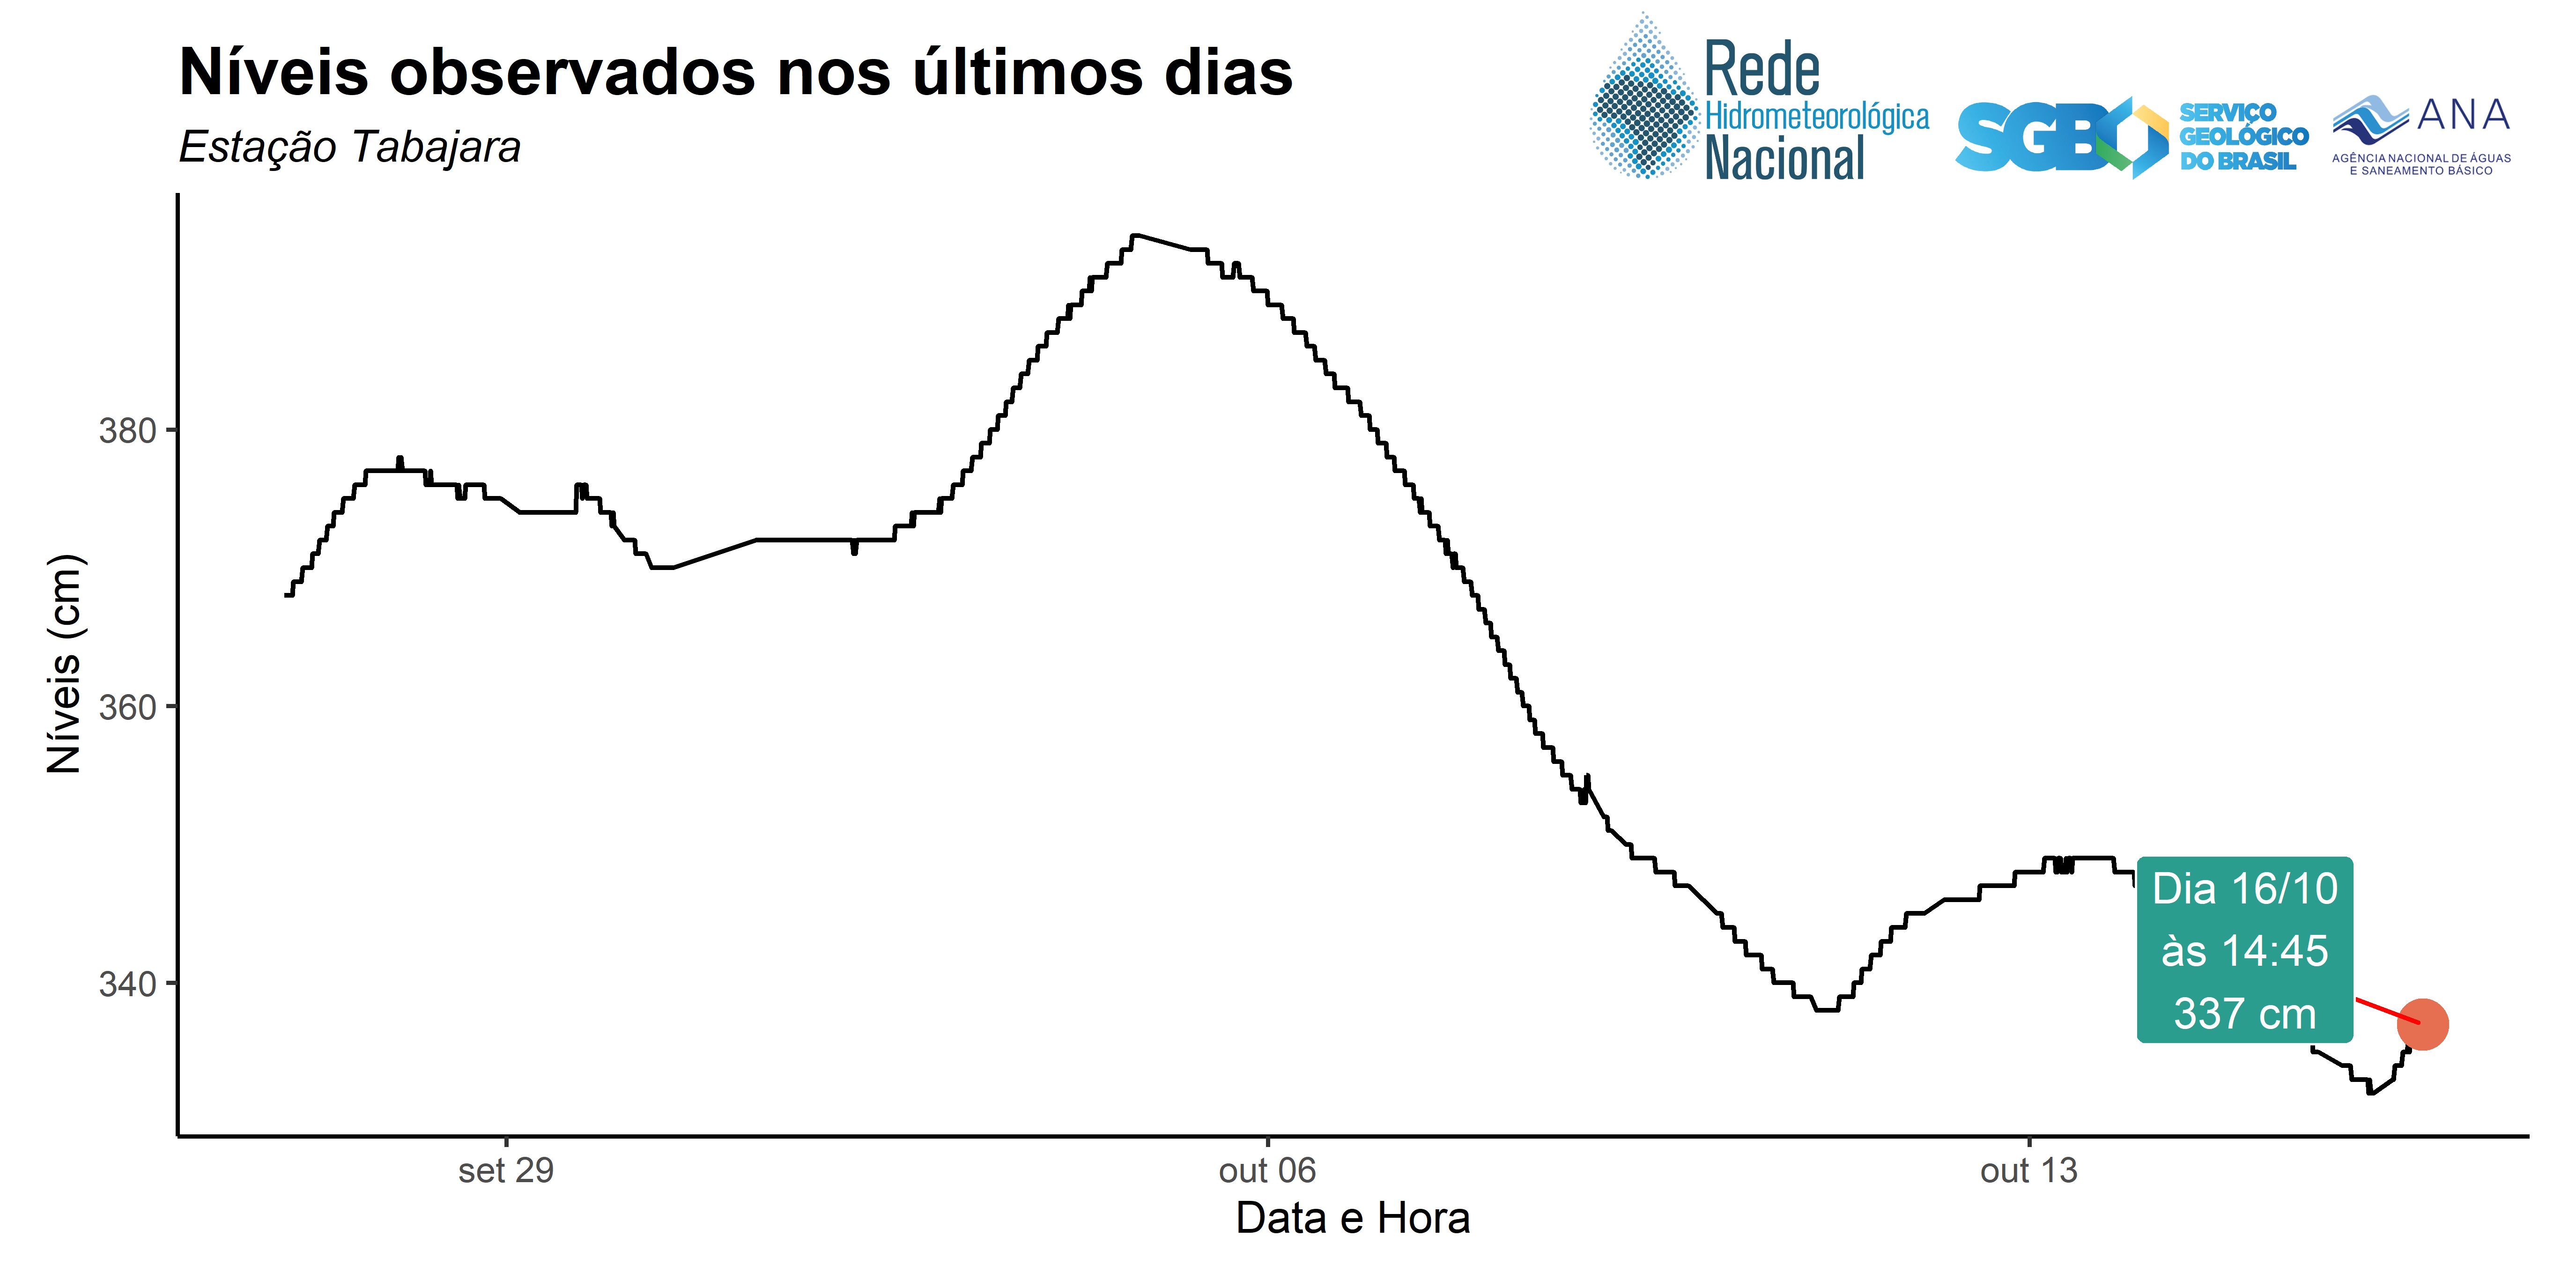 Níveis observados nos últimos dias
Estação Tabajara
Rede
Hidrometeorológica
Nacional
SGB
SERVIÇO
GEOLÓGICO
DO BRASIL
ANA
AGÊNCIA NACIONAL DE ÁGUAS
E SANEAMENTO BÁSICO
Níveis (cm)
380
360
340
Dia 16/10
às 14:45
337 cm
set 29
out 06
out 13
Data e Hora